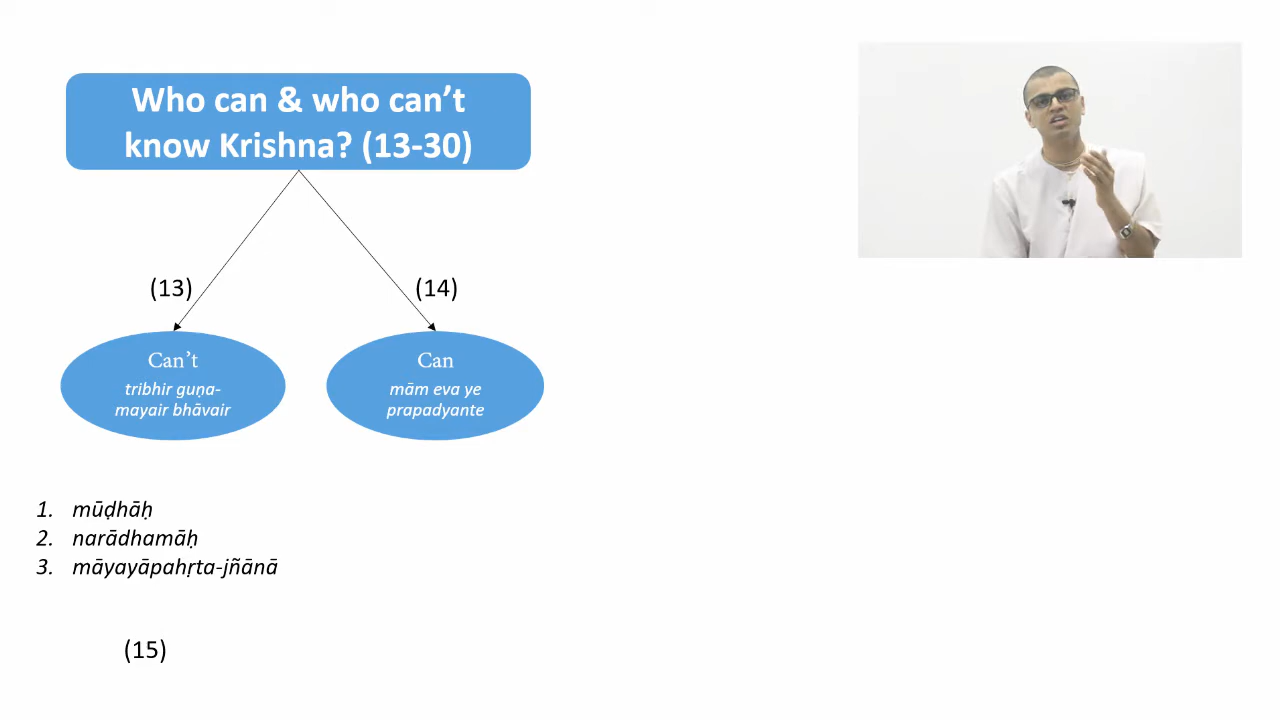 Who can & who can’t
know Krishna? (13-30)
(13)
(14)
Can’t
tribhir guṇa-
mayair bhāvair
Can
mām eva ye
prapadyante
1. mūḍhāḥ
2. narādhamāḥ
3. māyayāpahṛta-jñānā
(15)